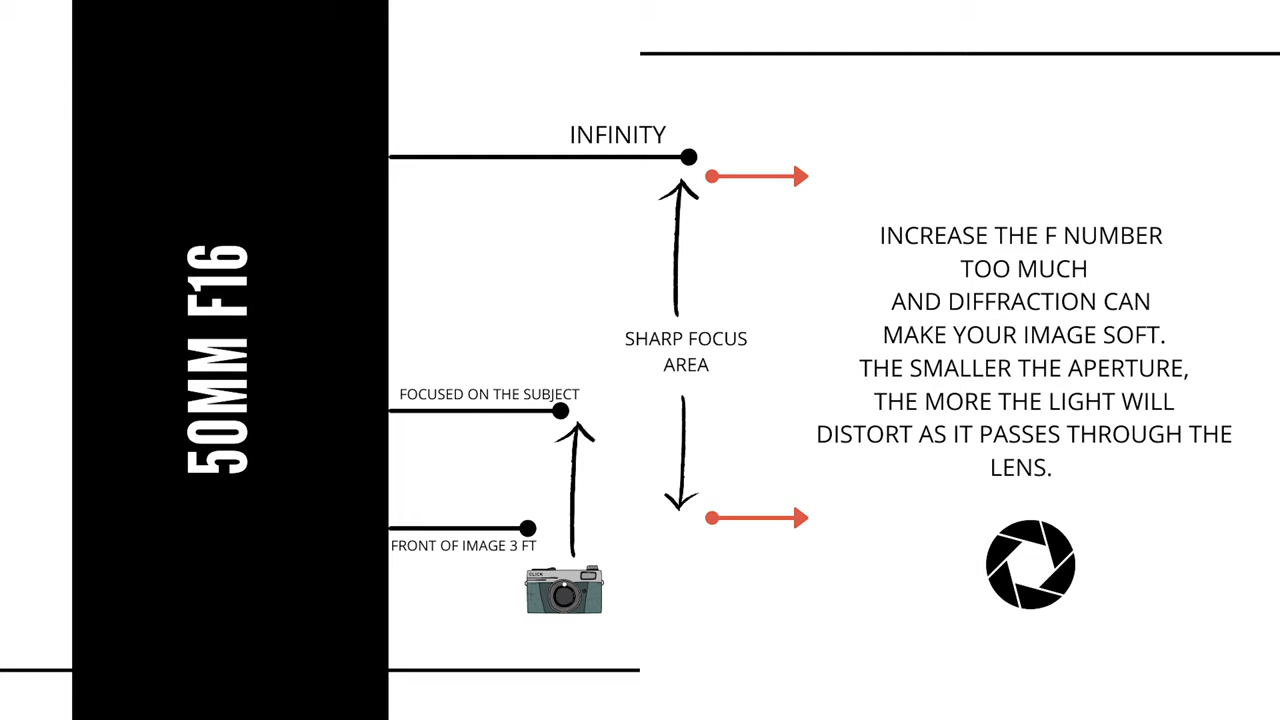 50MM F16
INFINITY
SHARP FOCUS
AREA
FOCUSED ON THE SUBJECT
FRONT OF IMAGE 3 FT
CLICK
INCREASE THE F NUMBER
TOO MUCH
AND DIFFRACTION CAN
MAKE YOUR IMAGE SOFT.
THE SMALLER THE APERTURE,
THE MORE THE LIGHT WILL
DISTORT AS IT PASSES THROUGH THE
LENS.